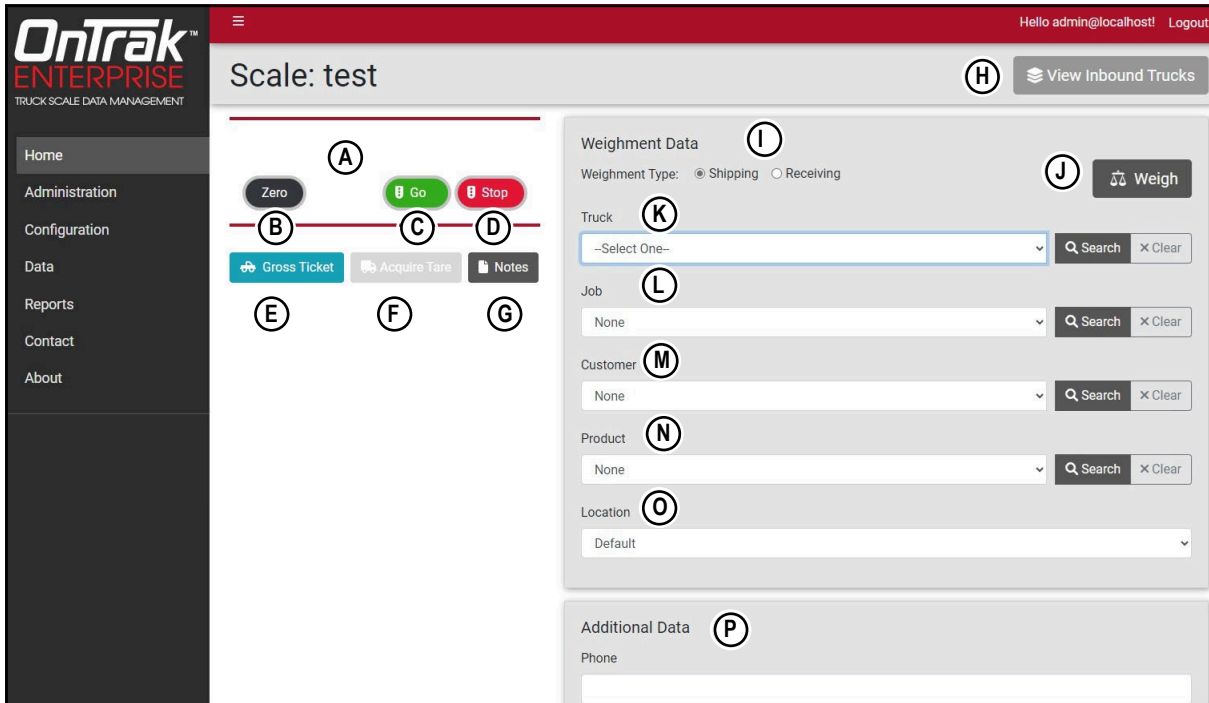 OnTrak™
ENTERPRISE
TRUCK SCALE DATA MANAGEMENT
Home
Administration
Configuration
Data
Reports
Contact
About
Hello admin@localhost! Logout
Scale: test
H View Inbound Trucks
A
Zero Go Stop
B C D
Gross Ticket Acquire Tare Notes
E F G
Weighment Data I
Weighment Type: Shipping Receiving
J Weigh
Truck K
--Select One-- Search × Clear
Job L
None Search × Clear
Customer M
None Search × Clear
Product N
None Search × Clear
Location O
Default
Additional Data P
Phone